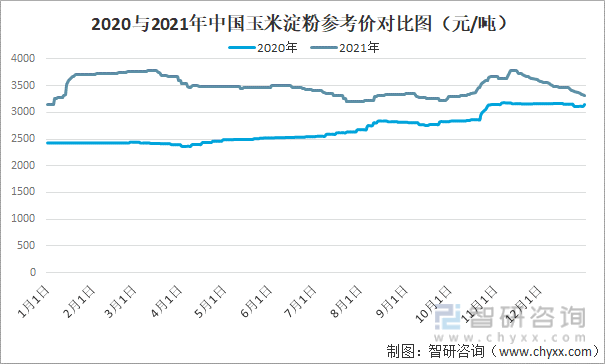 2020与2021年中国玉米淀粉参考价对比图（元/吨）
2020年 2021年
4000
3500
3000
2500
2000
1500
1000
500
0
1月1日 2月1日 3月1日 4月1日 5月1日 6月1日 7月1日 8月1日 9月1日 10月1日 11月1日 12月1日
智研咨询
www.chyxx.com
制图：智研咨询（www.chyxx.com）